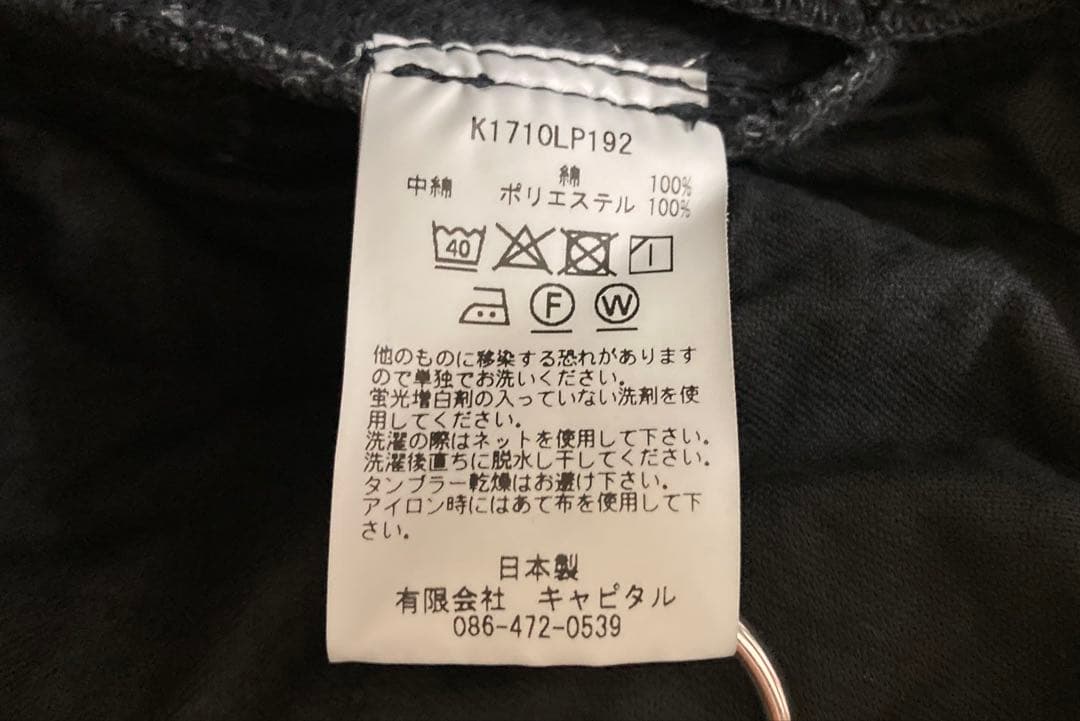 K1710LP192
綿 100%
中綿 ポリエステル 100%
40
F W
他のものに移染する恐れがあります
ので単独でお洗いください。
蛍光増白剤の入っていない洗剤を使
用してください。
洗濯の際はネットを使用して下さい。
洗濯後直ちに脱水し干してください。
タンブラー乾燥はお避け下さい。
アイロン時にはあて布を使用して下
さい。
日本製
有限会社 キャピタル
086-472-0539